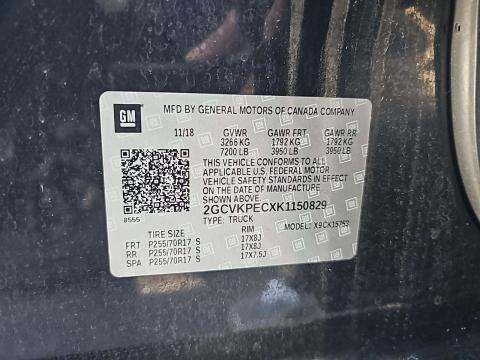 GM
MFD BY GENERAL MOTORS OF CANADA COMPANY
11/18 GVWR GAWR FRT GAWR RR
3266 KG 1792 KG 1792 KG
7200 LB 3950 LB 3950 LB
THIS VEHICLE CONFORMS TO ALL
APPLICABLE U.S. FEDERAL MOTOR
VEHICLE SAFETY STANDARDS IN EFFECT
ON THE DATE OF MANUFACTURE
SHOWN ABOVE.
2GCVKPECXK1150829
8555 TYPE: TRUCK MODEL: X9CK15753
TIRE SIZE RIM
FRT P255/70R17 S 17X8J
RR P255/70R17 S 17X8J
SPA P255/70R17 S 17X7.5J